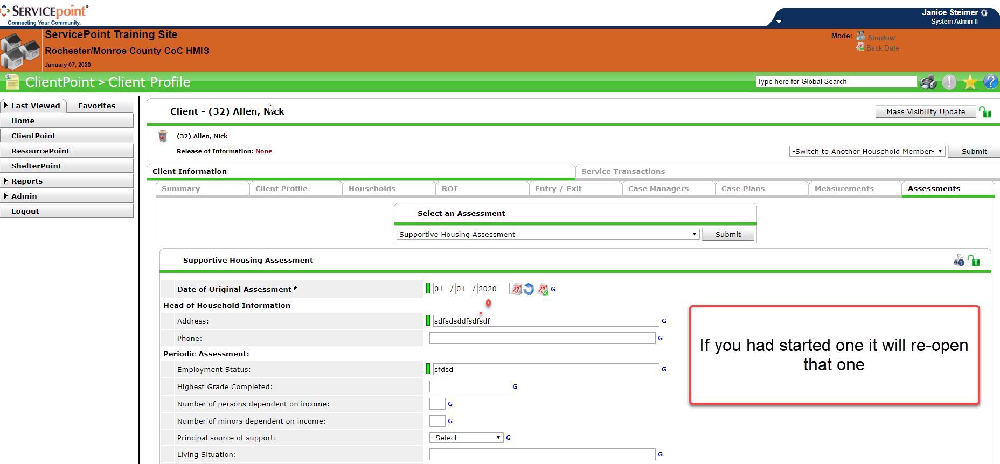 SERVICEpoint®
Connecting Your Community.
Janice Steimer
System Admin II
ServicePoint Training Site
Rochester/Monroe County CoC HMIS
January 07, 2020
Mode: Shadow
Back Date
ClientPoint > Client Profile
Type here for Global Search
Last Viewed Favorites
Home
ClientPoint
ResourcePoint
ShelterPoint
Reports
Admin
Logout
Client - (32) Allen, Nick
Mass Visibility Update
(32) Allen, Nick
Release of Information: None
-Switch to Another Household Member- Submit
Client Information Service Transactions
Summary Client Profile Households ROI Entry / Exit Case Managers Case Plans Measurements Assessments
Select an Assessment
Supportive Housing Assessment Submit
Supportive Housing Assessment
Date of Original Assessment * 01 / 01 / 2020 G
Head of Household Information
Address: sdfsdsddfsdfsdf G
Phone: G
Periodic Assessment:
Employment Status: sfdsd G
Highest Grade Completed: G
Number of persons dependent on income: G
Number of minors dependent on income: G
Principal source of support: -Select- G
Living Situation: G
If you had started one it will re-open
that one